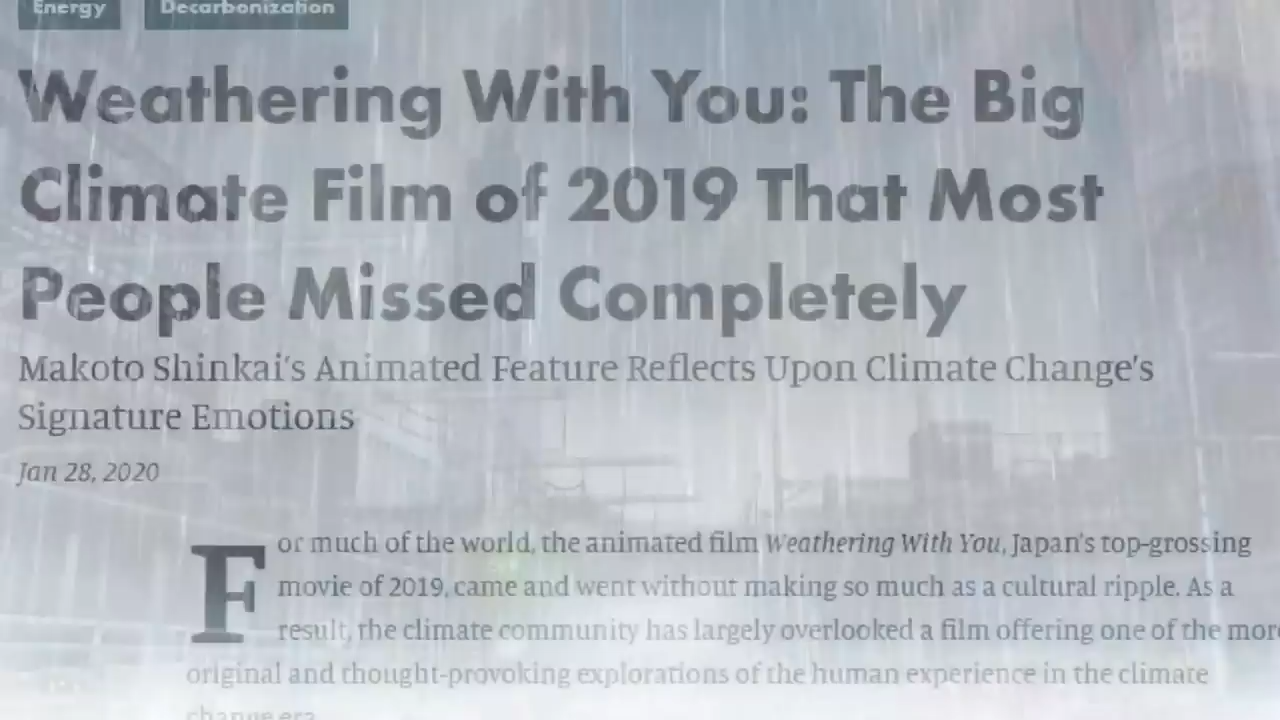 Energy Decarbonization
Weathering With You: The Big
Climate Film of 2019 That Most
People Missed Completely
Makoto Shinkai's Animated Feature Reflects Upon Climate Change's
Signature Emotions
Jan 28, 2020
For much of the world, the animated film Weathering With You, Japan's top-grossing
movie of 2019, came and went without making so much as a cultural ripple. As a
result, the climate community has largely overlooked a film offering one of the more
original and thought-provoking explorations of the human experience in the climate
change era.